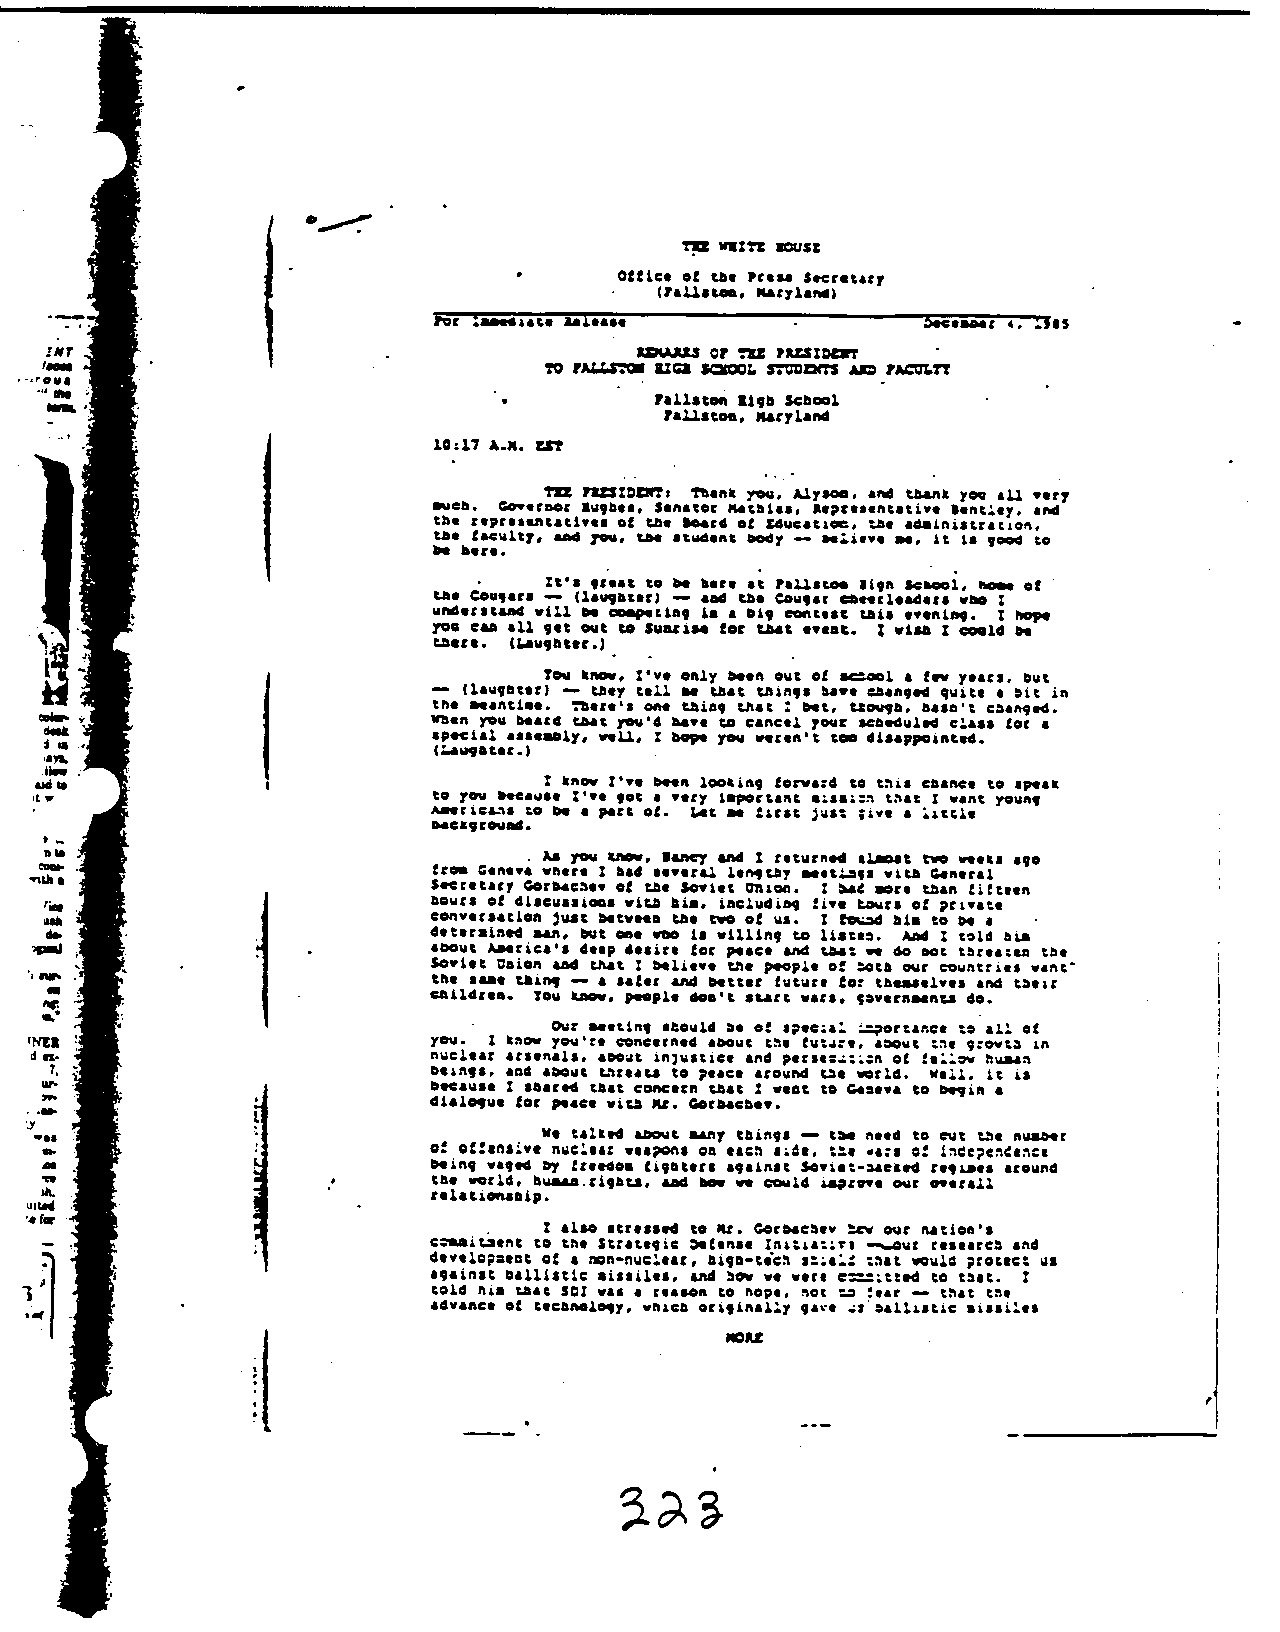 THE WHITE HOUSE
Office of the Press Secretary
(Fallston, Maryland)
For Immediate Release December 4, 1985
REMARKS OF THE PRESIDENT
TO FALLSTON HIGH SCHOOL STUDENTS AND FACULTY
Fallston High School
Fallston, Maryland
10:17 A.M. EST
THE PRESIDENT: Thank you, Alyson, and thank you all very
much. Governor Hughes, Senator Mathias, Representative Bentley, and
the representatives of the Board of Education, the administration,
the faculty, and you, the student body -- believe me, it is good to
be here.
It's great to be here at Fallston High School, home of
the Cougars -- (laughter) -- and the Cougar cheerleaders who I
understand will be competing in a big contest this evening. I hope
you can all get out to Sunrise for that event. I wish I could be
there. (Laughter.)
You know, I've only been out of school a few years, but
-- (laughter) -- they tell me that things have changed quite a bit in
the meantime. There's one thing that I bet, though, hasn't changed.
When you heard that you'd have to cancel your scheduled class for a
special assembly, well, I hope you weren't too disappointed.
(Laughter.)
I know I've been looking forward to this chance to speak
to you because I've got a very important mission that I want young
Americans to be a part of. Let me first just give a little
background.
As you know, Nancy and I returned almost two weeks ago
from Geneva where I had several lengthy meetings with General
Secretary Gorbachev of the Soviet Union. I had more than fifteen
hours of discussions with him, including five hours of private
conversation just between the two of us. I found him to be a
determined man, but one who is willing to listen. And I told him
about America's deep desire for peace and that we do not threaten the
Soviet Union and that I believe the people of both our countries want
the same thing -- a safer and better future for themselves and their
children. You know, people don't start wars, governments do.
Our meeting should be of special importance to all of
you. I know you're concerned about the future, about the growth in
nuclear arsenals, about injustice and persecution of fellow human
beings, and about threats to peace around the world. Well, it is
because I shared that concern that I went to Geneva to begin a
dialogue for peace with Mr. Gorbachev.
We talked about many things -- the need to cut the number
of offensive nuclear weapons on each side, the wars of independence
being waged by freedom fighters against Soviet-backed regimes around
the world, human rights, and how we could improve our overall
relationship.
I also stressed to Mr. Gorbachev how our nation's
commitment to the Strategic Defense Initiative -- our research and
development of a non-nuclear, high-tech shield that would protect us
against ballistic missiles, and how we were committed to that. I
told him that SDI was a reason to hope, not to fear -- that the
advance of technology, which originally gave us ballistic missiles
MORE
323